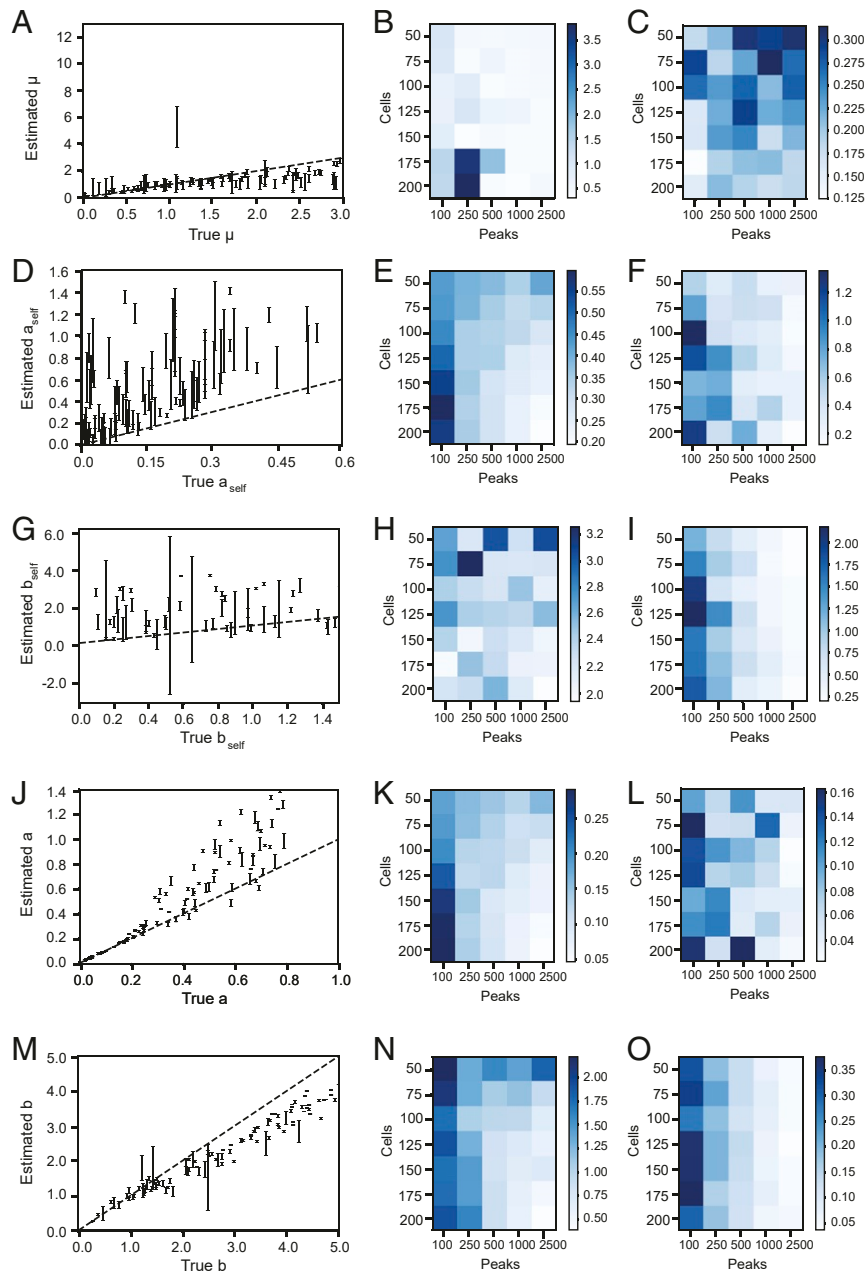 A
12
10
8
6
4
2
0
0.0 0.5 1.0 1.5 2.0 2.5 3.0
Estimated μ
True μ
B
50
75
100
125
150
175
200
Cells
100 250 500 1000 2500
Peaks
3.5
3.0
2.5
2.0
1.5
1.0
0.5
C
50
75
100
125
150
175
200
Cells
100 250 500 1000 2500
Peaks
0.300
0.275
0.250
0.225
0.200
0.175
0.150
0.125
D
1.6
1.4
1.2
1.0
0.8
0.6
0.4
0.2
0.0
0.0 0.15 0.3 0.45 0.6
Estimated a self
True a self
E
50
75
100
125
150
175
200
Cells
100 250 500 1000 2500
Peaks
0.55
0.50
0.45
0.40
0.35
0.30
0.25
0.20
F
50
75
100
125
150
175
200
Cells
100 250 500 1000 2500
Peaks
1.2
1.0
0.8
0.6
0.4
0.2
G
6.0
4.0
2.0
0.0
-2.0
0.0 0.2 0.4 0.6 0.8 1.0 1.2 1.4
Estimated b self
True b self
H
50
75
100
125
150
175
200
Cells
100 250 500 1000 2500
Peaks
3.2
3.0
2.8
2.6
2.4
2.2
2.0
I
50
75
100
125
150
175
200
Cells
100 250 500 1000 2500
Peaks
2.00
1.75
1.50
1.25
1.00
0.75
0.50
0.25
J
1.4
1.2
1.0
0.8
0.6
0.4
0.2
0.0
0.0 0.2 0.4 0.6 0.8 1.0
Estimated a
True a
K
50
75
100
125
150
175
200
Cells
100 250 500 1000 2500
Peaks
0.25
0.20
0.15
0.10
0.05
L
50
75
100
125
150
175
200
Cells
100 250 500 1000 2500
Peaks
0.16
0.14
0.12
0.10
0.08
0.06
0.04
M
5.0
4.0
3.0
2.0
1.0
0.0
0.0 1.0 2.0 3.0 4.0 5.0
Estimated b
True b
N
50
75
100
125
150
175
200
Cells
100 250 500 1000 2500
Peaks
2.00
1.75
1.50
1.25
1.00
0.75
0.50
O
50
75
100
125
150
175
200
Cells
100 250 500 1000 2500
Peaks
0.35
0.30
0.25
0.20
0.15
0.10
0.05